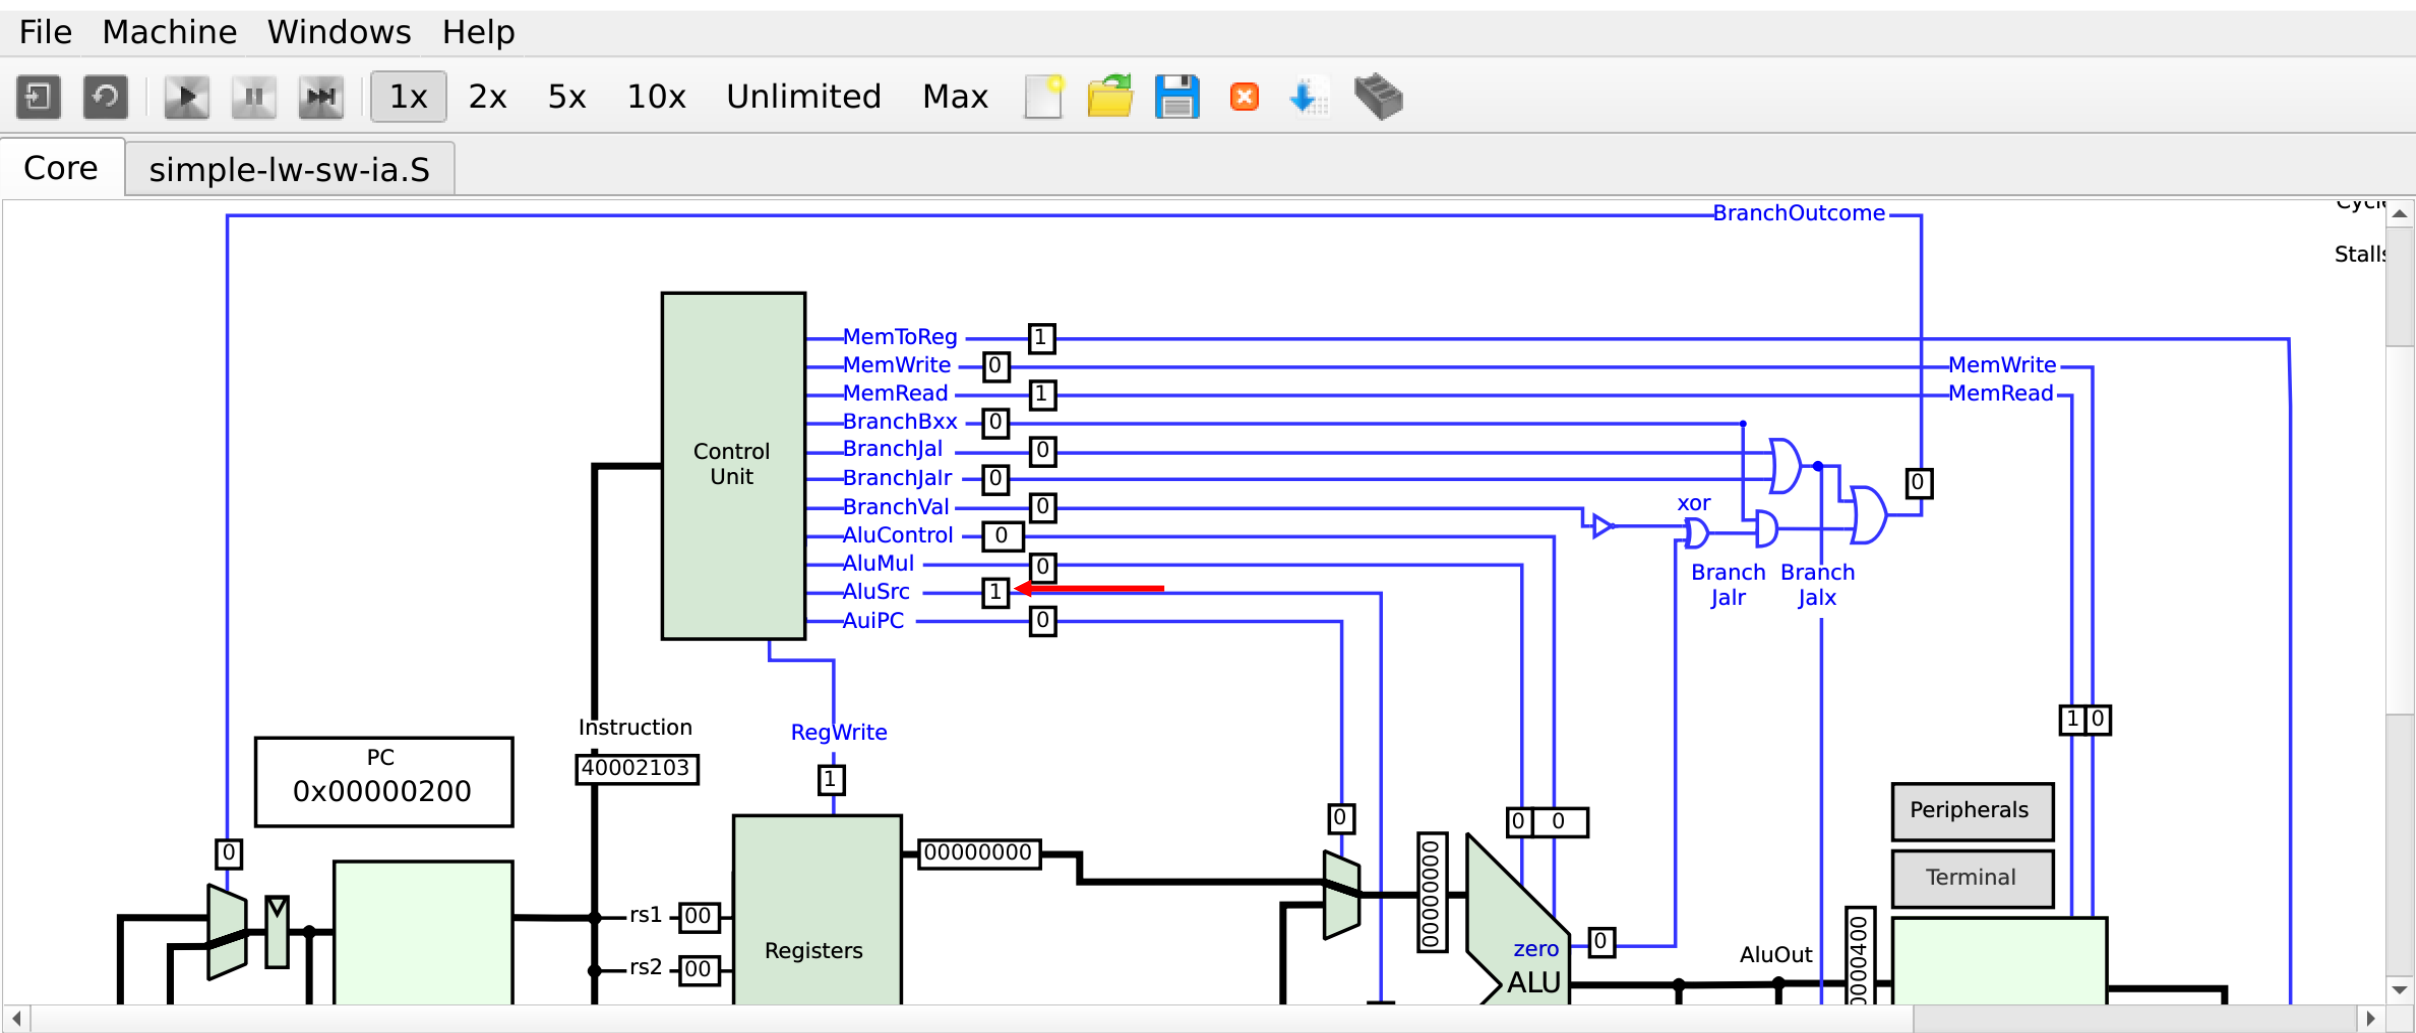 File Machine Windows Help
1x 2x 5x 10x Unlimited Max
Core simple-lw-sw-ia.S
BranchOutcome
Stalls
MemToReg 1
MemWrite 0 MemWrite
MemRead 1 MemRead
BranchBxx 0
BranchJal 0
BranchJalr 0 0
BranchVal 0 xor
AluControl 0
AluMul 0
AluSrc 1
AuiPC 0
Control
Unit
Branch
Jalr
Branch
Jalx
Instruction
40002103
RegWrite
1
1 0
PC
0x00000200
0
0
0 0
Peripherals
Terminal
00000000
00000000
rs1 00
rs2 00
Registers
zero 0
ALU
AluOut